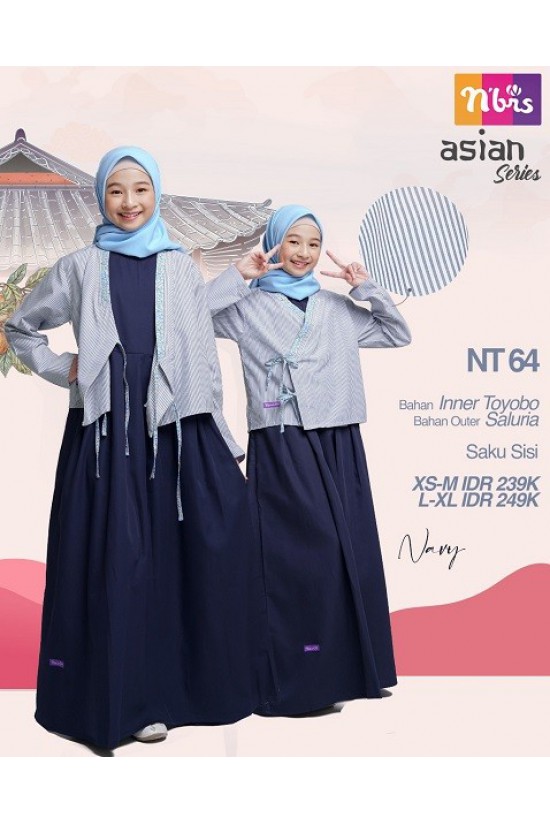 n'brs
asian
Series
NT 64
Bahan Inner Toyobo
Bahan Outer Saluria
Saku Sisi
XS-M IDR 239K
L-XL IDR 249K
Navy